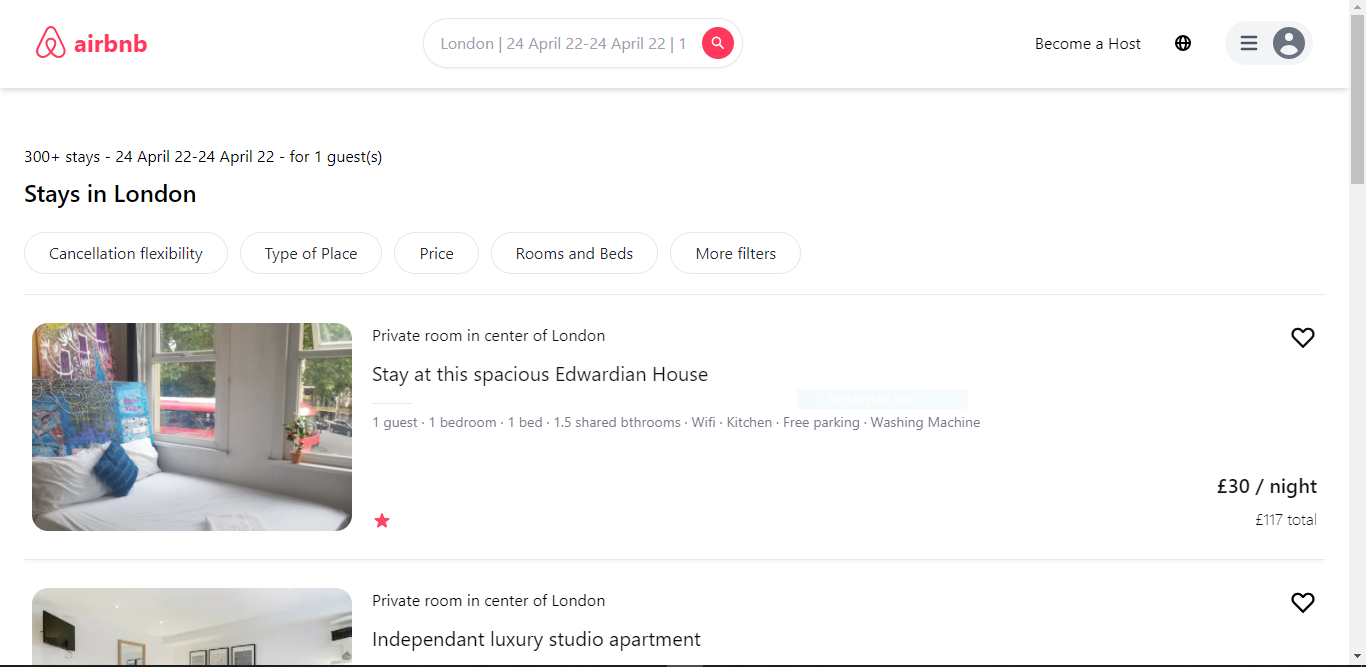 airbnb
London | 24 April 22-24 April 22 | 1
Become a Host
300+ stays - 24 April 22-24 April 22 - for 1 guest(s)
Stays in London
Cancellation flexibility
Type of Place
Price
Rooms and Beds
More filters
Private room in center of London
Stay at this spacious Edwardian House
1 guest · 1 bedroom · 1 bed · 1.5 shared bthrooms · Wifi · Kitchen · Free parking · Washing Machine
£30 / night
£117 total
Private room in center of London
Independant luxury studio apartment